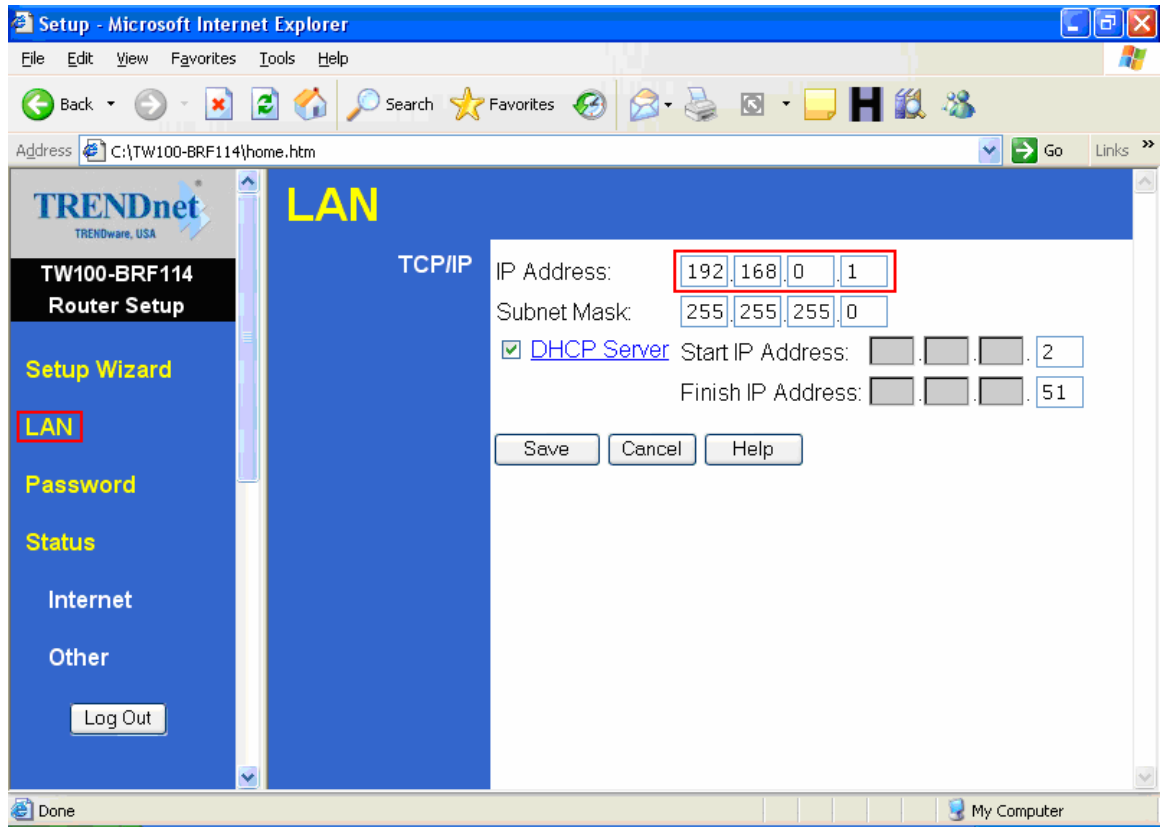 Setup - Microsoft Internet Explorer
File Edit View Favorites Tools Help
Back Search Favorites
Address C:\TW100-BRF114\home.htm Go Links »
TRENDnet
TRENDware, USA
TW100-BRF114
Router Setup
Setup Wizard
LAN
Password
Status
Internet
Other
Log Out
LAN
TCP/IP
IP Address: 192.168.0.1
Subnet Mask: 255.255.255.0
DHCP Server Start IP Address: . . . 2
Finish IP Address: . . . 51
Save Cancel Help
Done My Computer